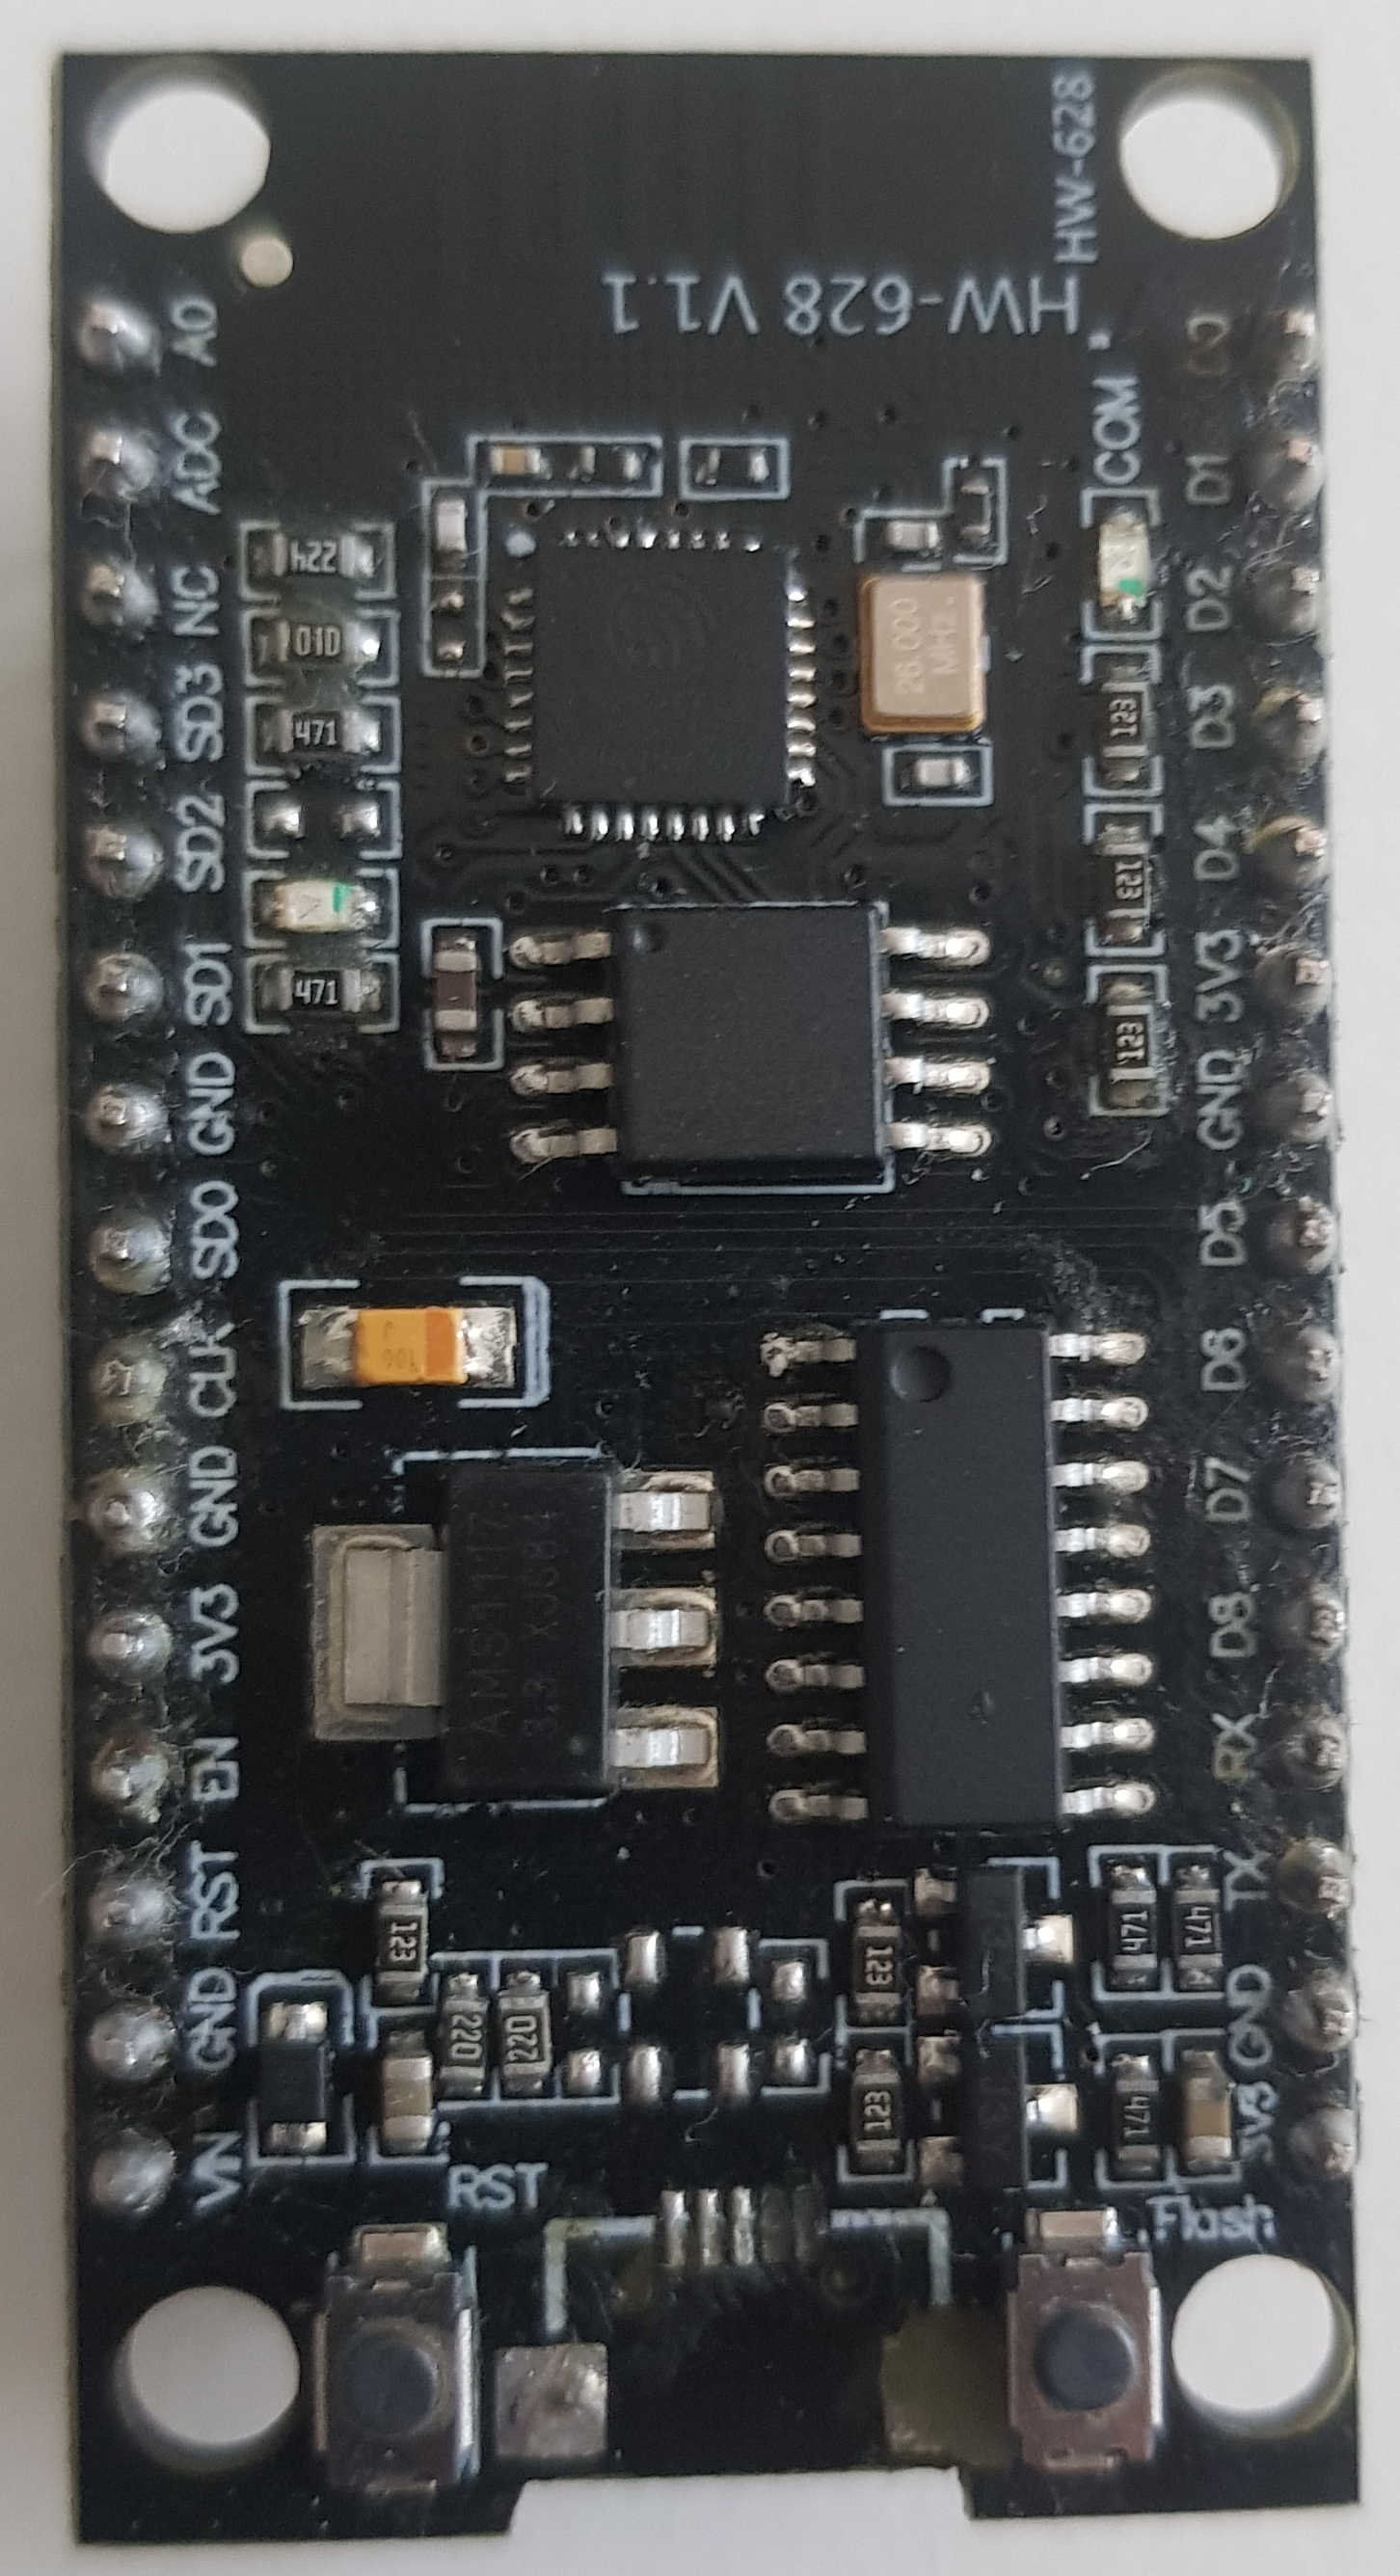 HW-628
HW-628 V1.1
A0
ADC
NC
SD3
SD2
SD1
GND
SD0
CLK
GND
3V3
EN
RST
GND
VIN
224
010
471
471
26.000
MHz.
COM
123
123
123
D1
D2
D3
D4
3V3
GND
D5
D6
D7
D8
RX
TX
GND
3V3
AMS1117
123
220
220
123
123
471
471
471
RST
Flash